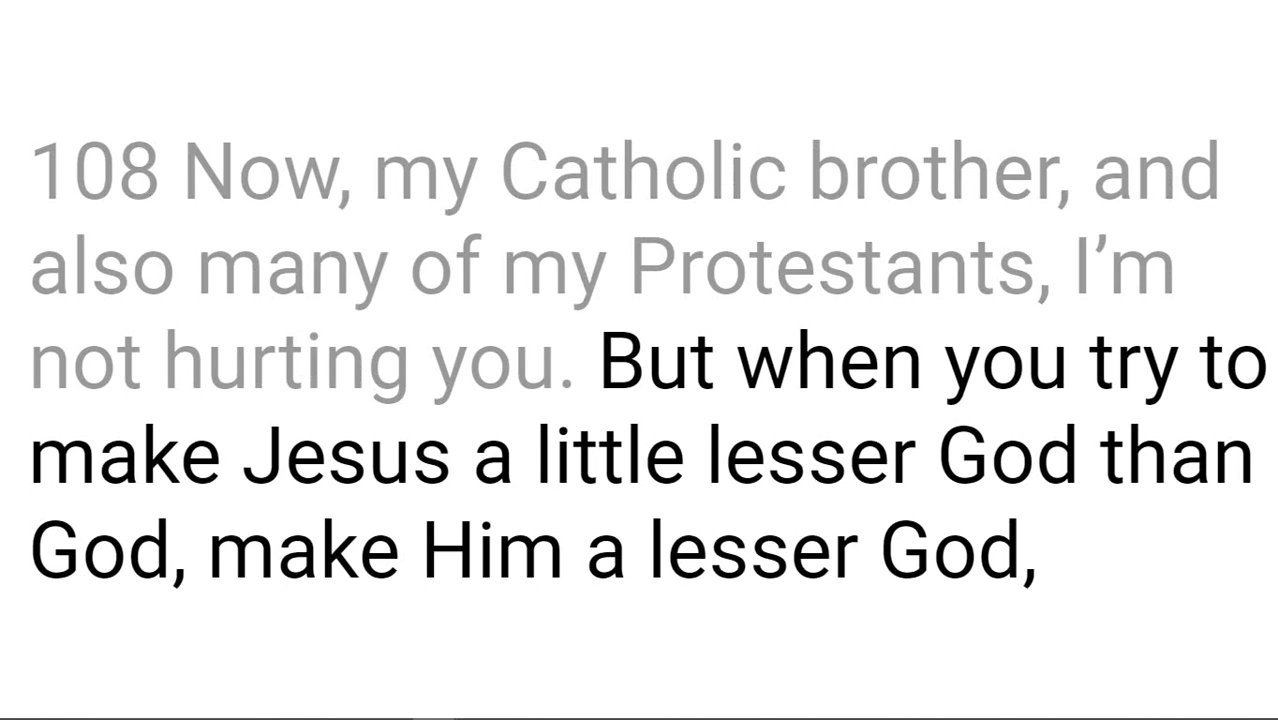 108 Now, my Catholic brother, and
also many of my Protestants, I’m
not hurting you. But when you try to
make Jesus a little lesser God than
God, make Him a lesser God,